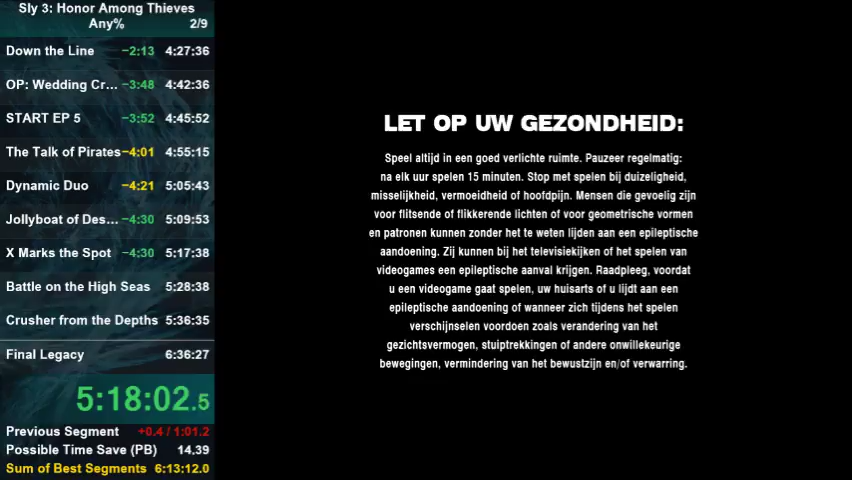 Sly 3: Honor Among Thieves
Any% 2/9
Down the Line −2:13 4:27:36
OP: Wedding Cr... −3:48 4:42:36
START EP 5 −3:52 4:45:52
The Talk of Pirates −4:01 4:55:15
Dynamic Duo −4:21 5:05:43
Jollyboat of Des... −4:30 5:09:53
X Marks the Spot −4:30 5:17:38
Battle on the High Seas 5:28:38
Crusher from the Depths 5:36:35
Final Legacy 6:36:27
5:18:02.5
Previous Segment +0.4 / 1:01.2
Possible Time Save (PB) 14.39
Sum of Best Segments 6:13:12.0
LET OP UW GEZONDHEID:
Speel altijd in een goed verlichte ruimte. Pauzeer regelmatig:
na elk uur spelen 15 minuten. Stop met spelen bij duizeligheid,
misselijkheid, vermoeidheid of hoofdpijn. Mensen die gevoelig zijn
voor flitsende of flikkerende lichten of voor geometrische vormen
en patronen kunnen zonder het te weten lijden aan een epileptische
aandoening. Zij kunnen bij het televisiekijken of het spelen van
videogames een epileptische aanval krijgen. Raadpleeg, voordat
u een videogame gaat spelen, uw huisarts of u lijdt aan een
epileptische aandoening of wanneer zich tijdens het spelen
verschijnselen voordoen zoals verandering van het
gezichtsvermogen, stuiptrekkingen of andere onwillekeurige
bewegingen, vermindering van het bewustzijn en/of verwarring.